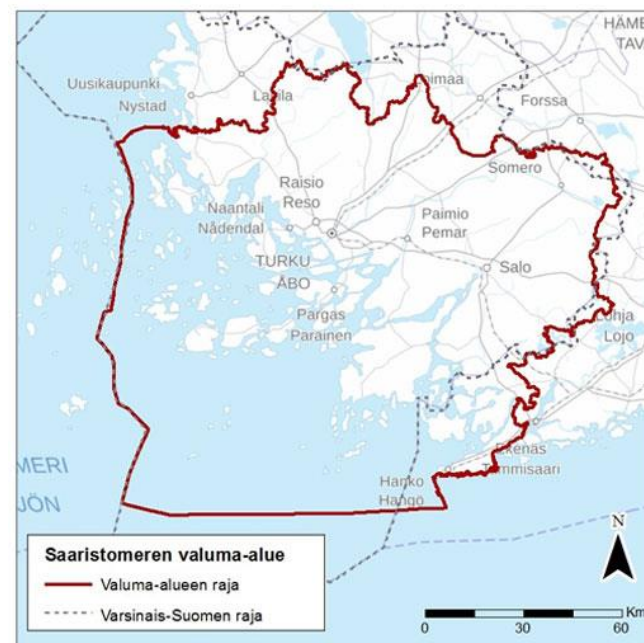 HÄME
TAV
Uusikaupunki
Nystad
Laitila
imaa
Forssa
Somero
Raisio
Reso
Naantali
Nådendal
Paimio
Pemar
TURKU
ÅBO
Salo
Pargas
Parainen
Lohja
Lojo
MERI
JÖN
Ekenäs
Tammisaari
Hanko
Hangö
Saaristomeren valuma-alue
Valuma-alueen raja
Varsinais-Suomen raja
N
Km
0 30 60